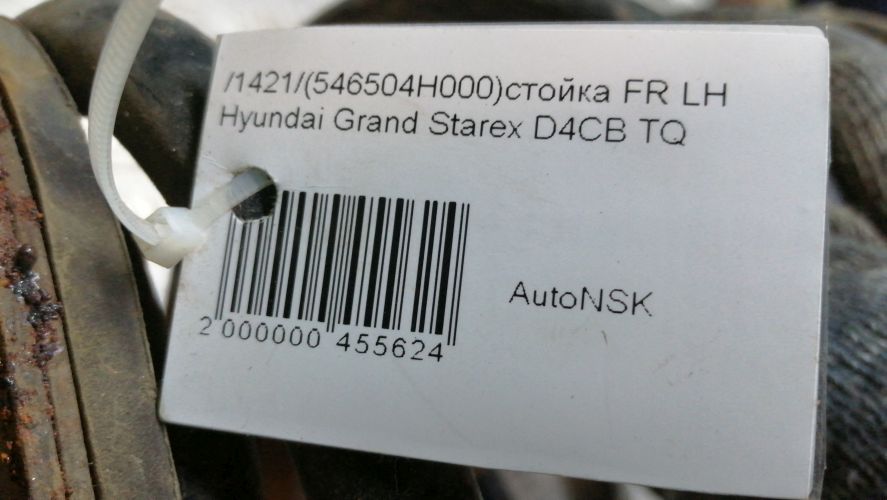 /1421/(546504H000)стойка FR LH
Hyundai Grand Starex D4CB TQ
AutoNSK
2 000000 455624